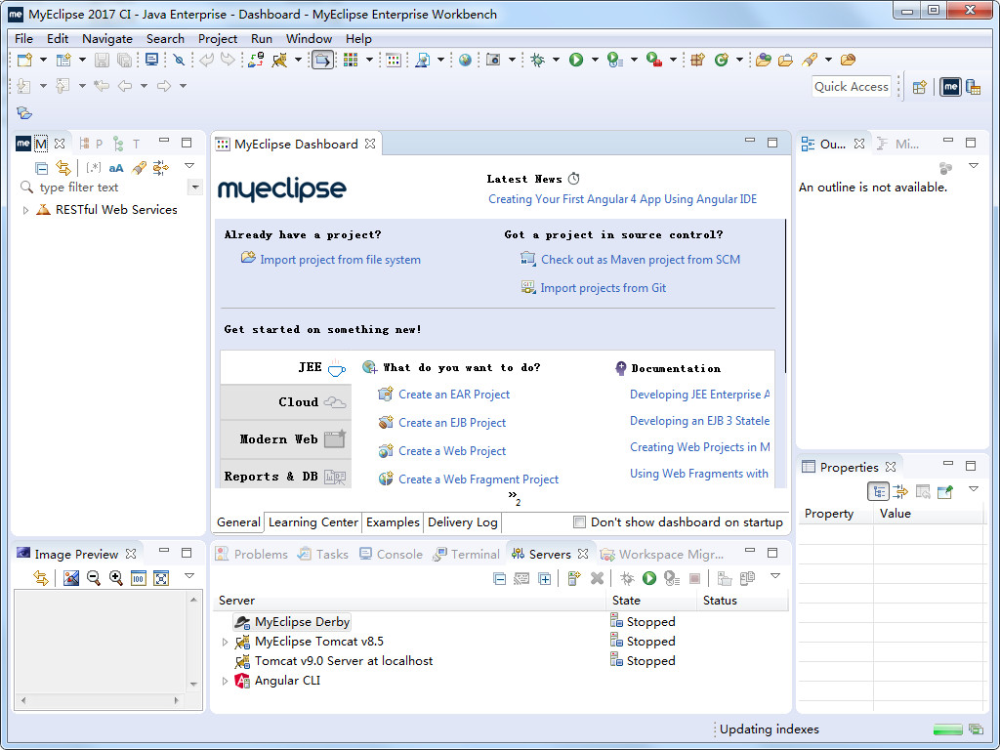 MyEclipse 2017 CI - Java Enterprise - Dashboard - MyEclipse Enterprise Workbench
File Edit Navigate Search Project Run Window Help
Quick Access
me
me M P T
type filter text
RESTful Web Services
MyEclipse Dashboard
myeclipse
Latest News
Creating Your First Angular 4 App Using Angular IDE
Already have a project?
Import project from file system
Got a project in source control?
Check out as Maven project from SCM
Import projects from Git
Get started on something new!
JEE
Cloud
Modern Web
Reports & DB
What do you want to do?
Create an EAR Project
Create an EJB Project
Create a Web Project
Create a Web Fragment Project
Documentation
Developing JEE Enterprise A
Developing an EJB 3 Statele
Creating Web Projects in M
Using Web Fragments with
»2
General Learning Center Examples Delivery Log Don't show dashboard on startup
Ou... Mi...
An outline is not available.
Properties
Property Value
Image Preview
Problems Tasks Console Terminal Servers Workspace Migr...
Server State Status
MyEclipse Derby Stopped
MyEclipse Tomcat v8.5 Stopped
Tomcat v9.0 Server at localhost Stopped
Angular CLI
Updating indexes